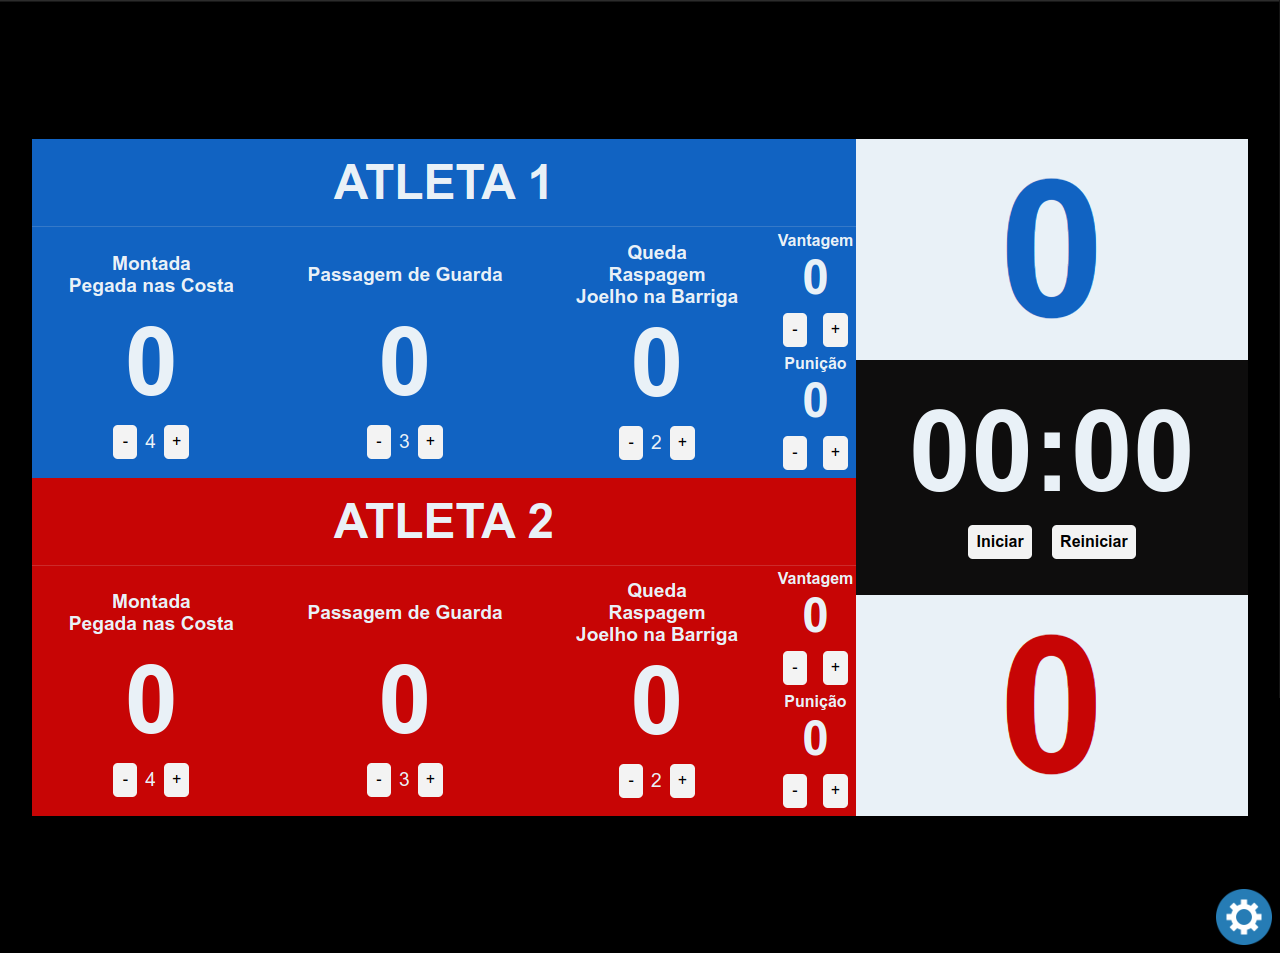 ATLETA 1
Montada
Pegada nas Costa
0
- 4 +
Passagem de Guarda
0
- 3 +
Queda
Raspagem
Joelho na Barriga
0
- 2 +
Vantagem
0
- +
Punição
0
- +
0
00:00
Iniciar Reiniciar
ATLETA 2
Montada
Pegada nas Costa
0
- 4 +
Passagem de Guarda
0
- 3 +
Queda
Raspagem
Joelho na Barriga
0
- 2 +
Vantagem
0
- +
Punição
0
- +
0